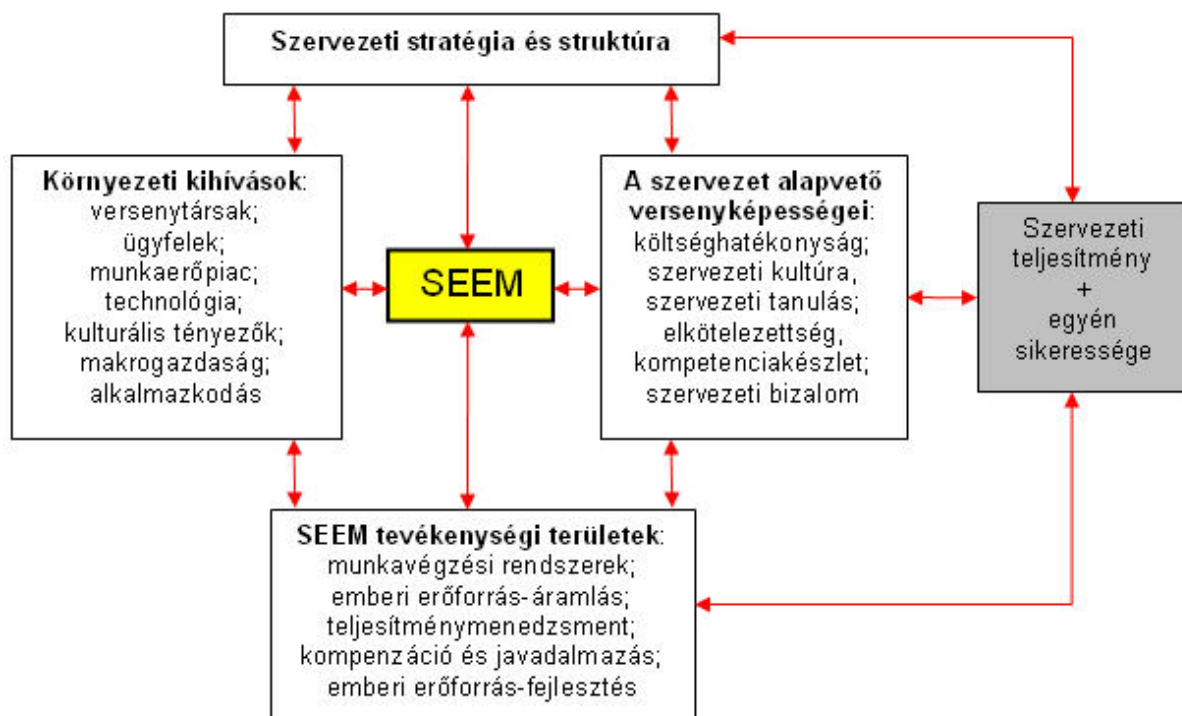 Szervezeti stratégia és struktúra
Környezeti kihívások:
versenytársak;
ügyfelek;
munkaerőpiac;
technológia;
kulturális tényezők;
makrogazdaság;
alkalmazkodás
SEEM
A szervezet alapvető
versenyképességei:
költséghatékonyság;
szervezeti kultúra,
szervezeti tanulás;
elkötelezettség,
kompetenciakészlet;
szervezeti bizalom
Szervezeti
teljesítmény
+
egyén
sikeressége
SEEM tevékenységi területek:
munkavégzési rendszerek;
emberi erőforrás-áramlás;
teljesítménymenedzsment;
kompenzáció és javadalmazás;
emberi erőforrás-fejlesztés